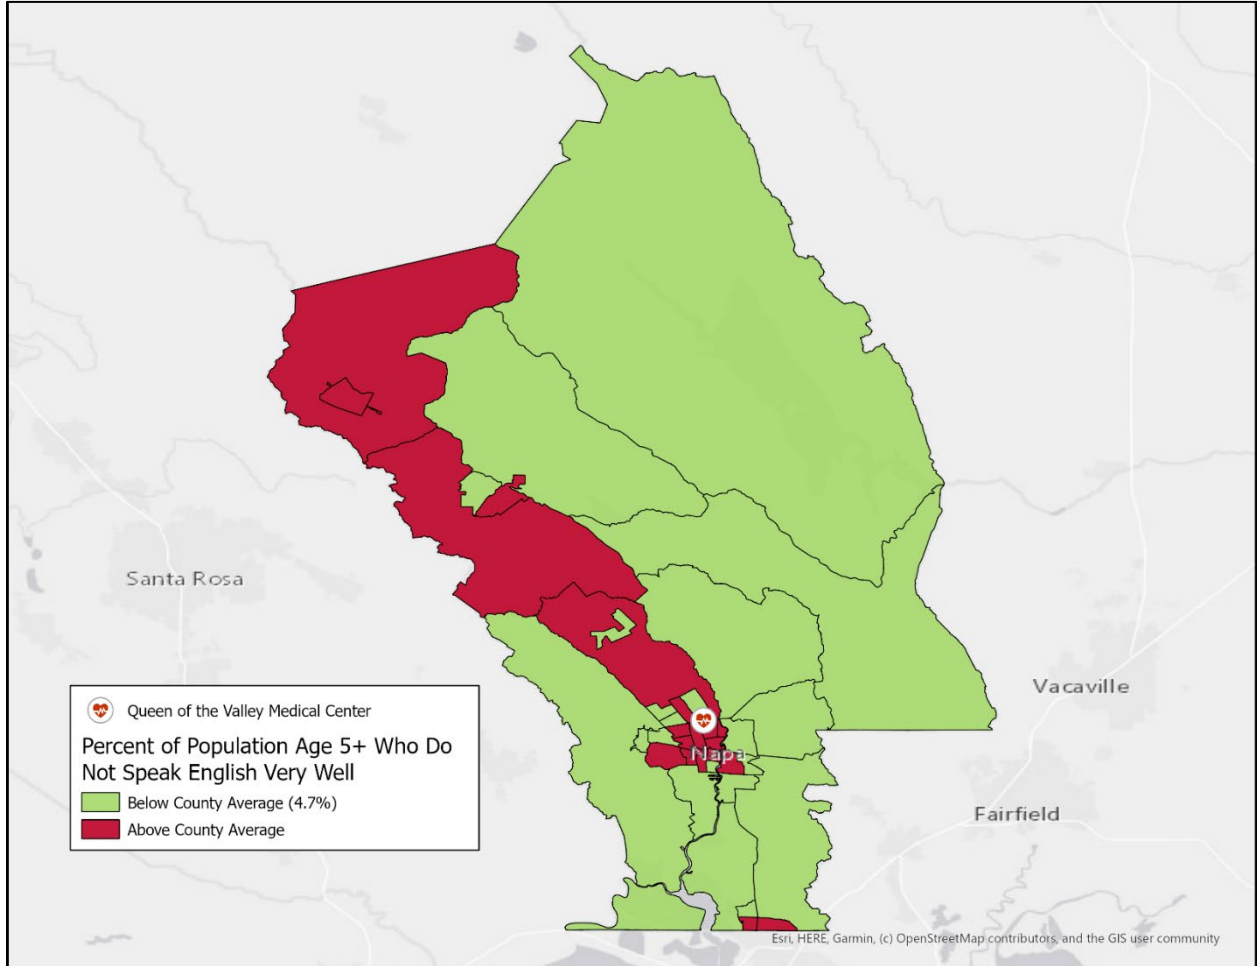 Santa Rosa
Vacaville
Queen of the Valley Medical Center
Percent of Population Age 5+ Who Do
Not Speak English Very Well
Below County Average (4.7%)
Above County Average
Napa
Fairfield
Esri, HERE, Garmin, (c) OpenStreetMap contributors, and the GIS user community